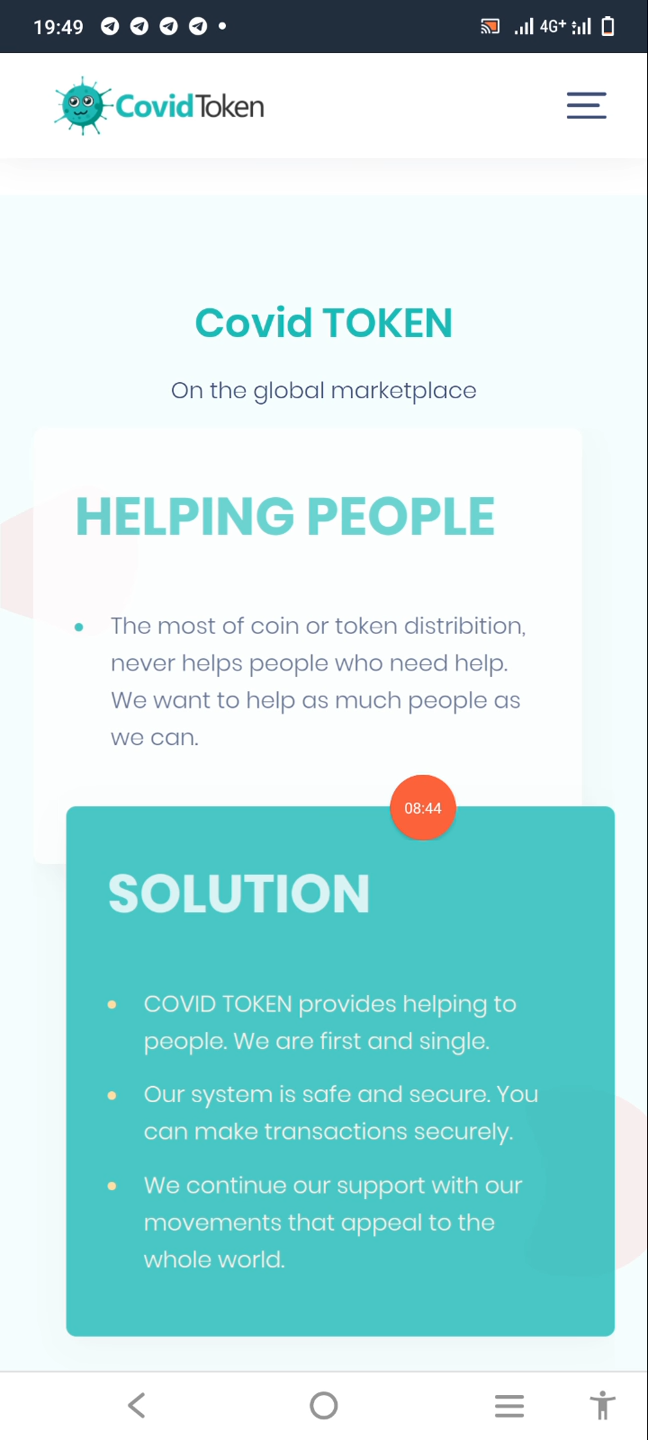 19:49
4G+
CovidToken
Covid TOKEN
On the global marketplace
HELPING PEOPLE
The most of coin or token distribition,
never helps people who need help.
We want to help as much people as
we can.
08:44
SOLUTION
COVID TOKEN provides helping to
people. We are first and single.
Our system is safe and secure. You
can make transactions securely.
We continue our support with our
movements that appeal to the
whole world.